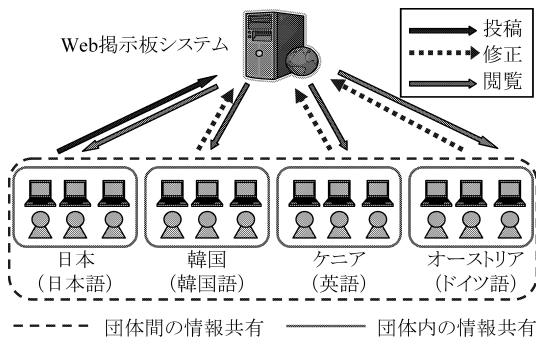 Web掲示板システム
投稿
修正
閲覧
日本
(日本語)
韓国
(韓国語)
ケニア
(英語)
オーストリア
(ドイツ語)
団体間の情報共有
団体内の情報共有